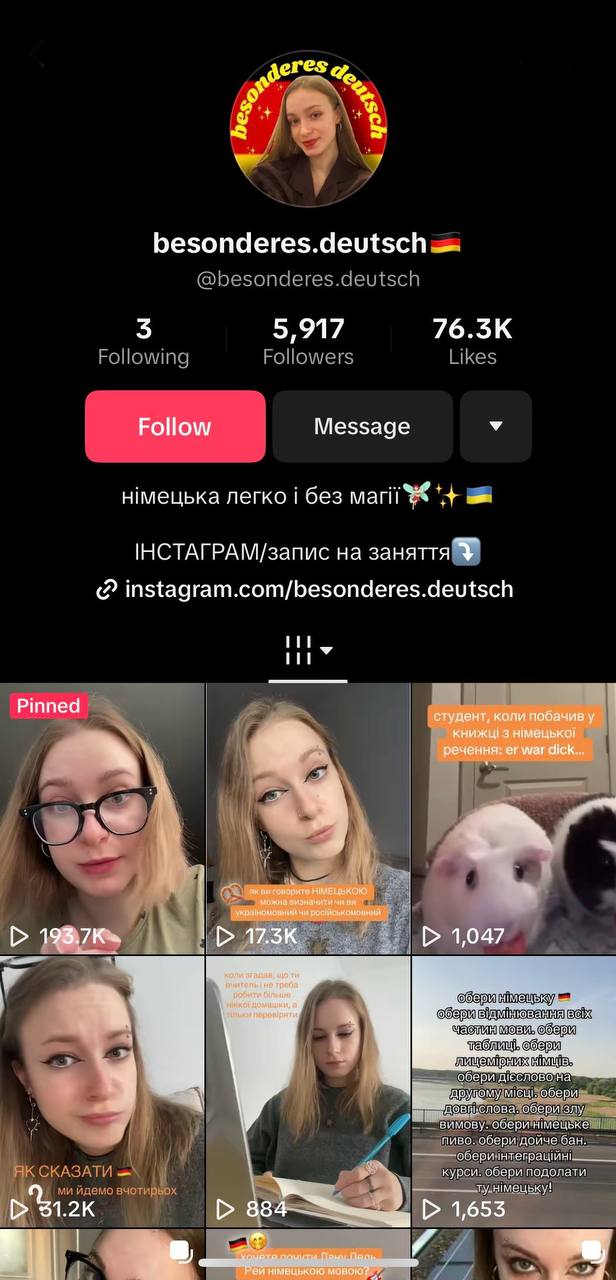 besonderes deutsch
besonderes.deutsch🇩🇪
@besonderes.deutsch
3
Following
5,917
Followers
76.3K
Likes
Follow
Message
німецька легко і без магії🧚✨🇺🇦
ІНСТАГРАМ/запис на заняття⤵️
instagram.com/besonderes.deutsch
Pinned
193.7K
як ви говорите НІМЕЦЬКОЮ
можна визначити чи ви
україномовний чи російськомовний
17.3K
студент, коли побачив у
книжці з німецької
речення: er war dick...
1,047
ЯК СКАЗАТИ 🇩🇪
ми йдемо вчотирьох
31.2K
коли згадав, що ти
вчитель і не треба
робити більше
ніякої домашки, а
тільки перевіряти
884
обери німецьку 🇩🇪
обери відмінювання всіх
частин мови. обери
таблиці. обери
лицемірних німців.
обери дієслово на
другому місці. обери
довгі слова. обери злу
вимову. обери німецьке
пиво. обери дойче бан.
обери інтеграційні
курси. обери подолати
ту німецьку!
1,653
🇩🇪🤭
хочете почути Лану Дель
Рей німецькою мовою?